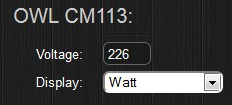 OWL CM113:
Voltage: 226
Display: Watt